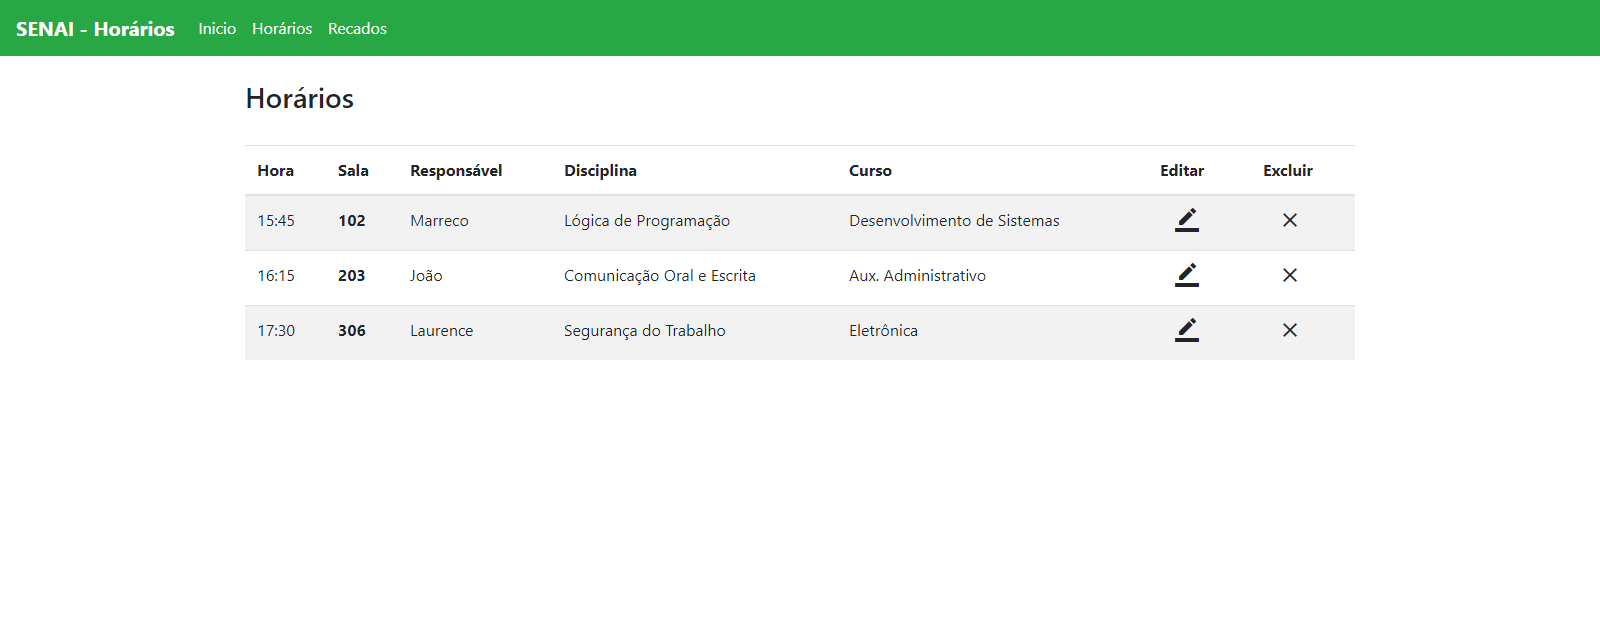 SENAI - Horários Inicio Horários Recados
Horários
Hora Sala Responsável Disciplina Curso Editar Excluir
15:45 102 Marreco Lógica de Programação Desenvolvimento de Sistemas
16:15 203 João Comunicação Oral e Escrita Aux. Administrativo
17:30 306 Laurence Segurança do Trabalho Eletrônica